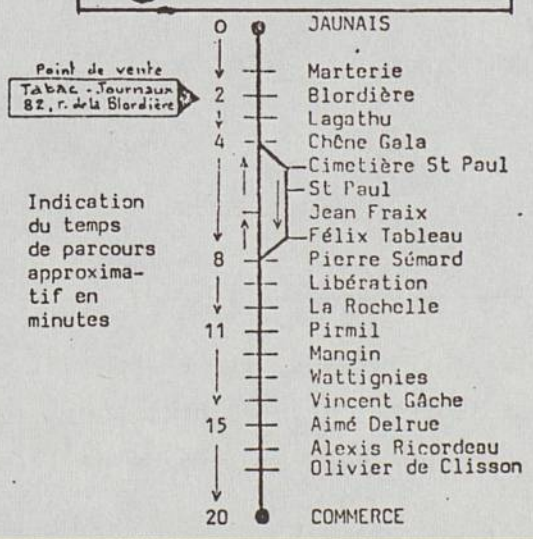 0 JAUNAIS
Marterie
Point de vente
Tabac - Journaux
82, r. de la Blordière
2 Blordière
Lagathu
4 Chêne Gala
Cimetière St Paul
St Paul
Jean Fraix
Félix Tableau
Indication
du temps
de parcours
approxima-
tif en
minutes
8 Pierre Sémard
Libération
La Rochelle
11 Pirmil
Mangin
Wattignies
Vincent Gâche
15 Aimé Delrue
Alexis Ricordeau
Olivier de Clisson
20 COMMERCE